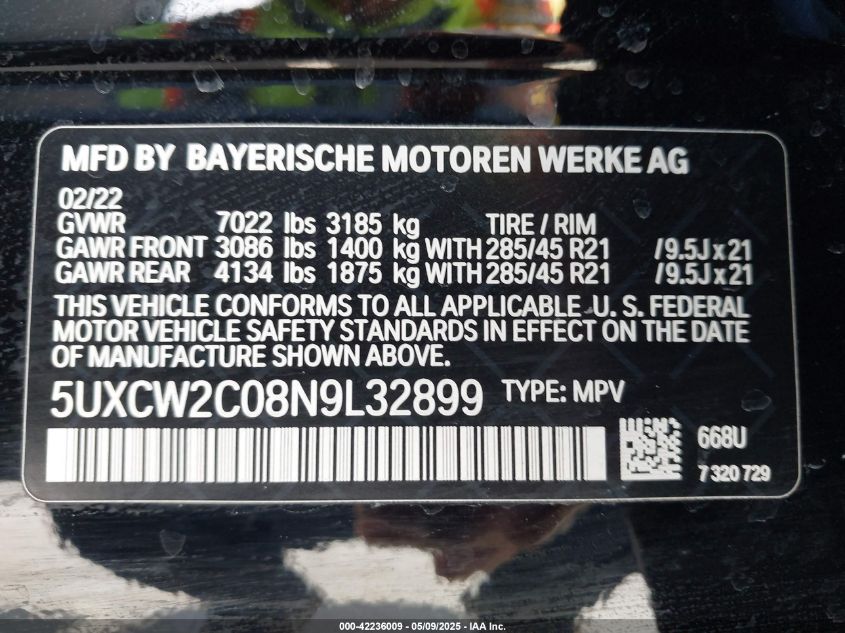 MFD BY BAYERISCHE MOTOREN WERKE AG
02/22
GVWR 7022 lbs 3185 kg TIRE / RIM
GAWR FRONT 3086 lbs 1400 kg WITH 285/45 R21 /9.5J x 21
GAWR REAR 4134 lbs 1875 kg WITH 285/45 R21 /9.5J x 21
THIS VEHICLE CONFORMS TO ALL APPLICABLE U. S. FEDERAL
MOTOR VEHICLE SAFETY STANDARDS IN EFFECT ON THE DATE
OF MANUFACTURE SHOWN ABOVE.
5UXCW2C08N9L32899 TYPE: MPV
668U
7 320 729
000-42236009 - 05/09/2025 - IAA Inc.